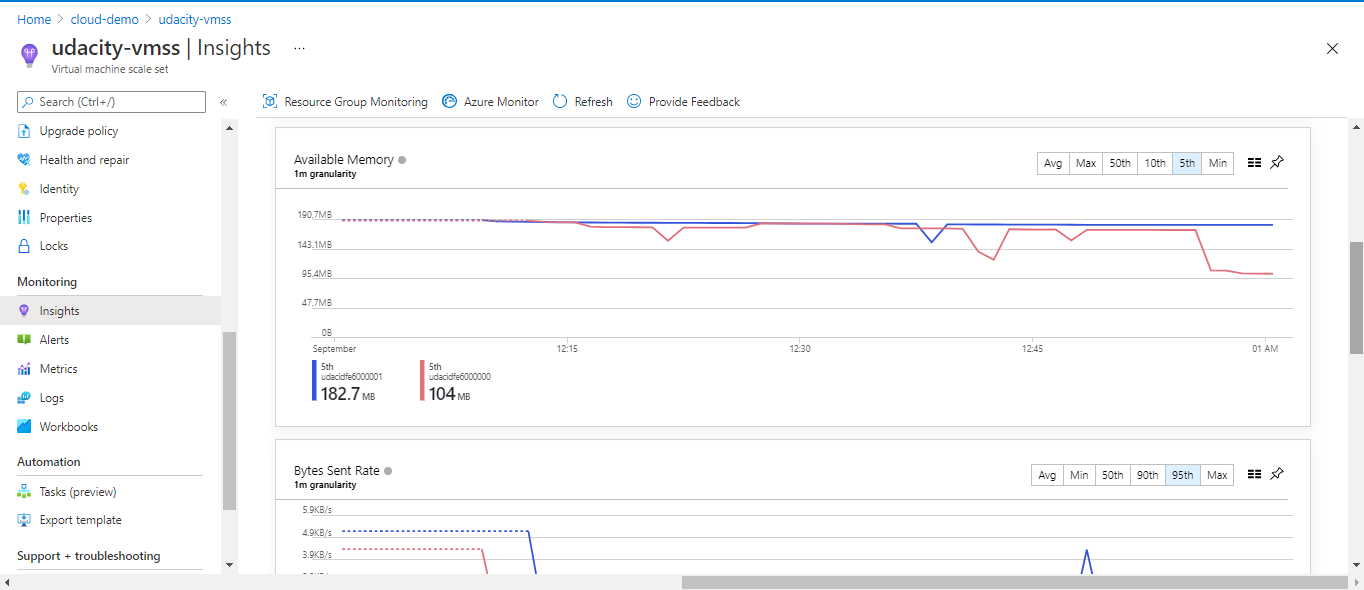 Home > cloud-demo > udacity-vmss
udacity-vmss | Insights ...
Virtual machine scale set
Search (Ctrl+/)
«
Upgrade policy
Health and repair
Identity
Properties
Locks
Monitoring
Insights
Alerts
Metrics
Logs
Workbooks
Automation
Tasks (preview)
Export template
Support + troubleshooting
Resource Group Monitoring Azure Monitor Refresh Provide Feedback
Available Memory
1m granularity
Avg Max 50th 10th 5th Min
190.7MB
143.1MB
95.4MB
47.7MB
0B
September 12:15 12:30 12:45 01 AM
5th
udacidfe6000001
182.7 MB
5th
udacidfe6000000
104 MB
Bytes Sent Rate
1m granularity
Avg Min 50th 90th 95th Max
5.9KB/s
4.9KB/s
3.9KB/s